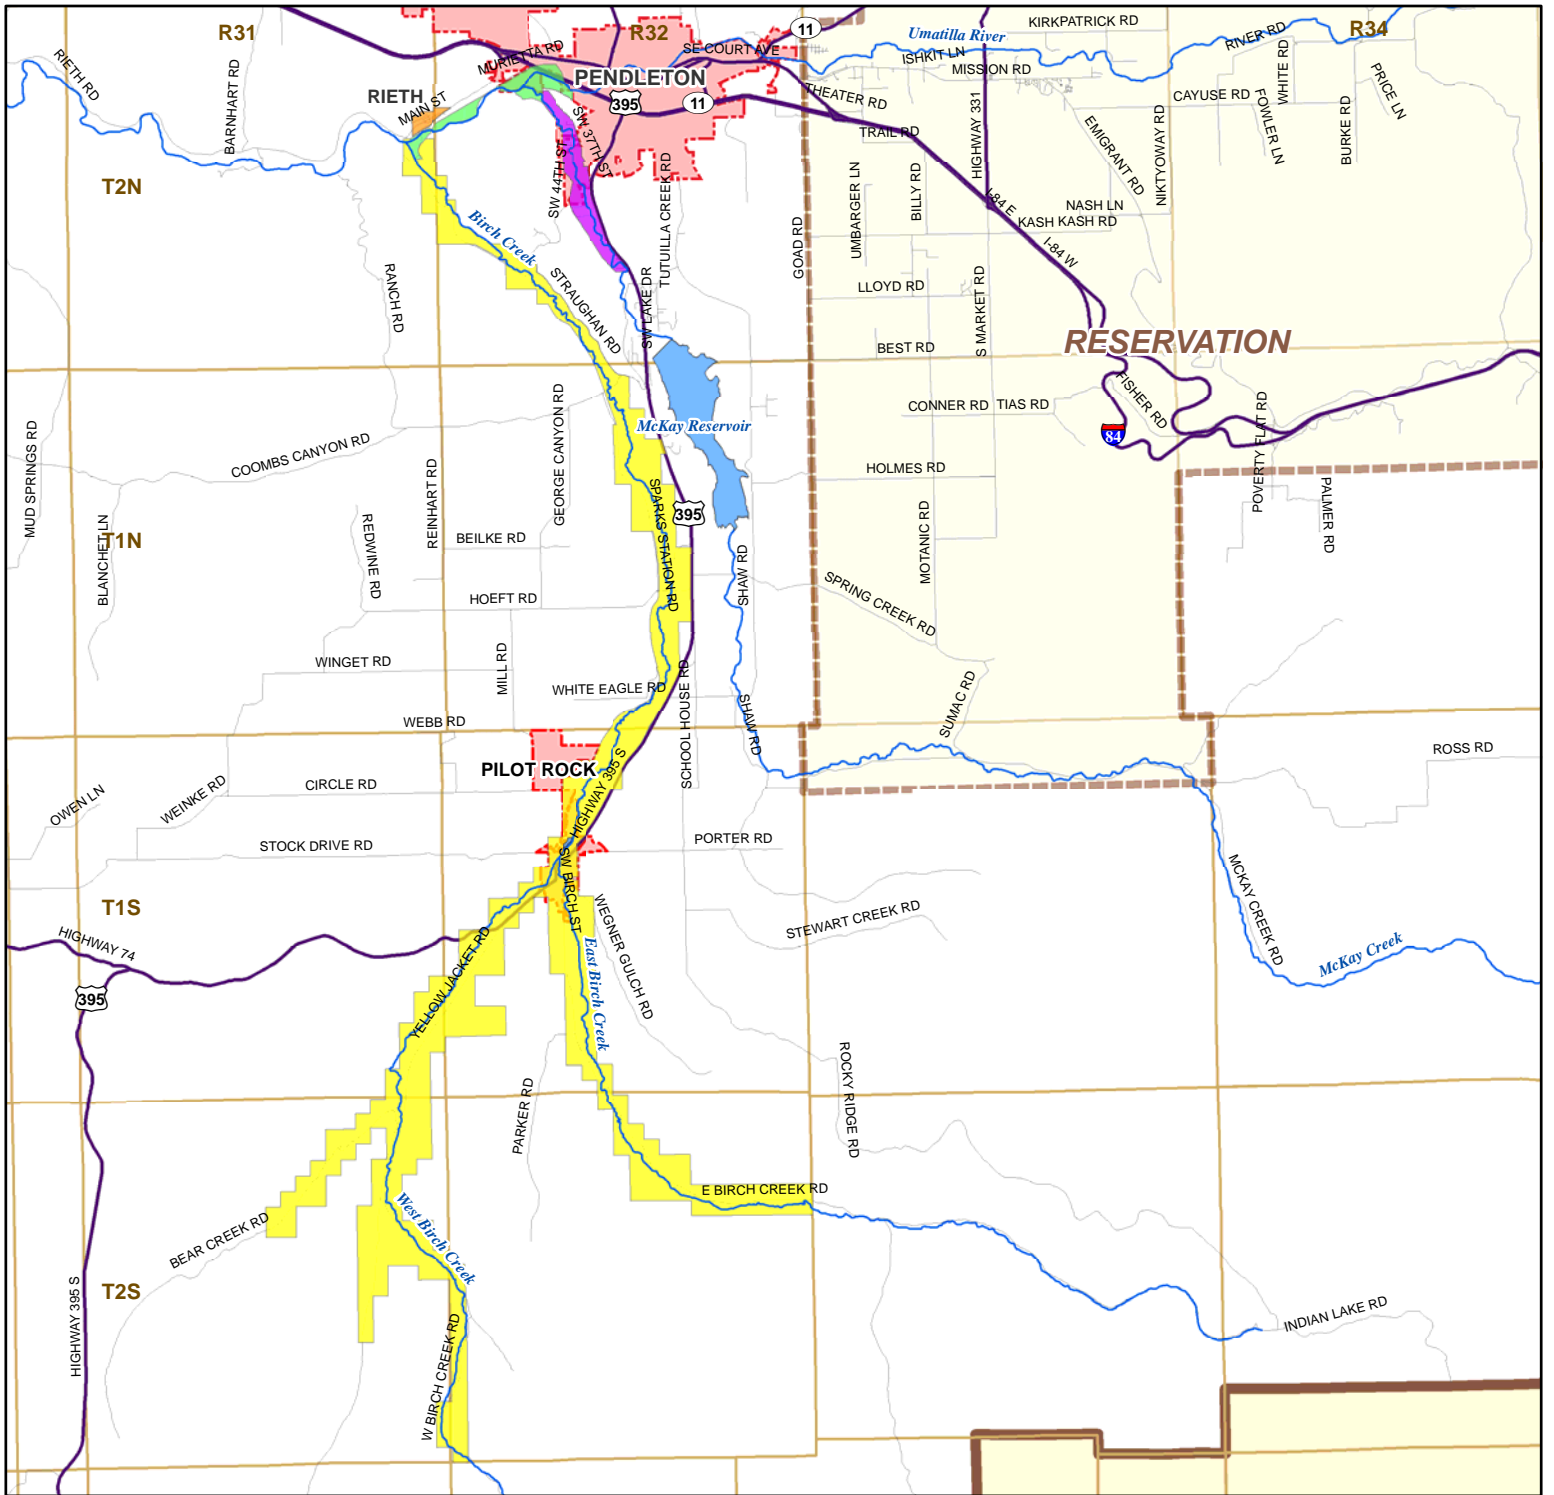 R31
R32
R34
11
KIRKPATRICK RD
Umatilla River
RIVER RD
RIETH RD
BARNHART RD
MURIETTA RD
SE COURT AVE
ISHKIT LN
MISSION RD
WHITE RD
PRICE LN
PENDLETON
RIETH
MAIN ST
395
11
THEATER RD
CAYUSE RD
FOWLER LN
BURKE RD
HIGHWAY 331
EMIGRANT RD
NIKTYOWAY RD
TRAIL RD
SW 37TH ST
SW 44TH ST
TUTUILLA CREEK RD
T2N
UMBARGER LN
BILLY RD
I-84 E
NASH LN
KASH KASH RD
GOAD RD
I-84 W
Birch Creek
RANCH RD
STRAUGHAN RD
SW LAKE DR
LLOYD RD
S MARKET RD
BEST RD
RESERVATION
FISHER RD
CONNER RD
TIAS RD
84
POVERTY FLAT RD
McKay Reservoir
MUD SPRINGS RD
COOMBS CANYON RD
REINHART RD
GEORGE CANYON RD
HOLMES RD
SPARKS STATION RD
395
PALMER RD
T1N
BLANCHET LN
REDWINE RD
BEILKE RD
MOTANIC RD
SHAW RD
SPRING CREEK RD
HOEFT RD
WINGET RD
MILL RD
WHITE EAGLE RD
SCHOOL HOUSE RD
SUMAC RD
SHAW RD
WEBB RD
ROSS RD
PILOT ROCK
HIGHWAY 395 S
CIRCLE RD
OWEN LN
WEINKE RD
STOCK DRIVE RD
PORTER RD
SW BIRCH ST
MCKAY CREEK RD
T1S
WEGNER GULCH RD
STEWART CREEK RD
HIGHWAY 74
YELLOW JACKET RD
East Birch Creek
McKay Creek
395
PARKER RD
ROCKY RIDGE RD
E BIRCH CREEK RD
BEAR CREEK RD
West Birch Creek
T2S
HIGHWAY 395 S
W BIRCH CREEK RD
INDIAN LAKE RD